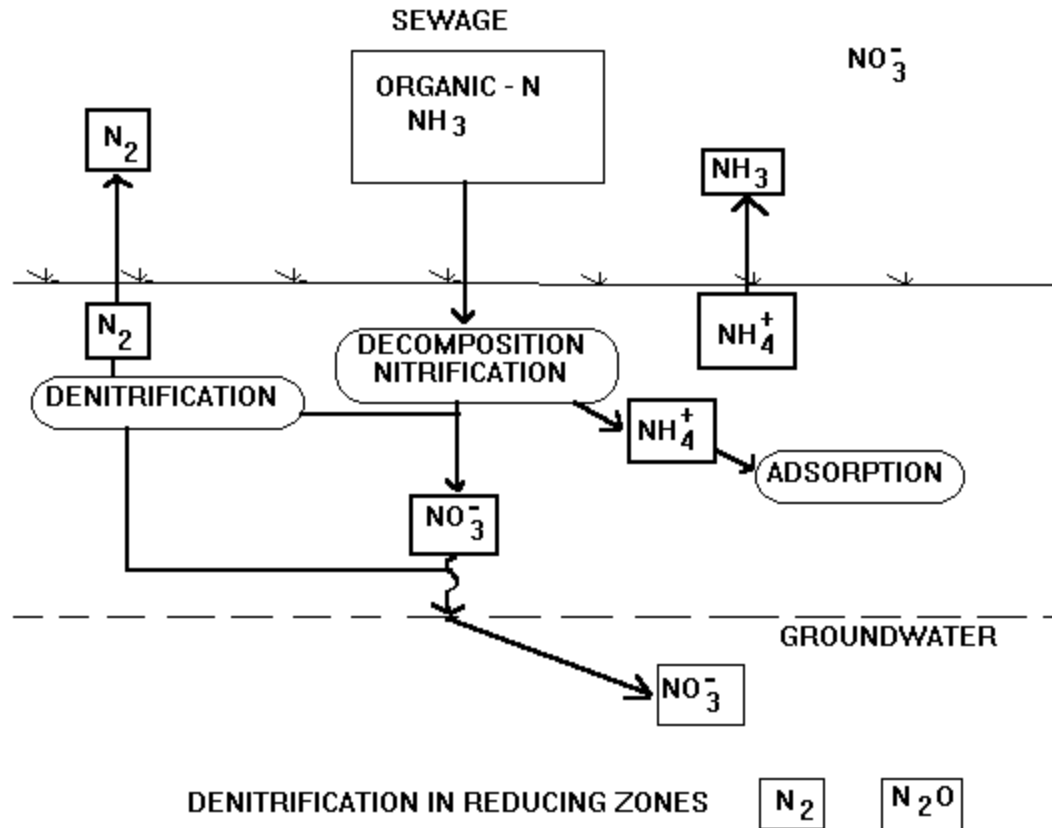 SEWAGE
ORGANIC - N
NH₃
NO₃⁻
N₂
NH₃
N₂
DECOMPOSITION
NITRIFICATION
NH₄⁺
DENITRIFICATION
NH₄⁺
ADSORPTION
NO₃⁻
GROUNDWATER
NO₃⁻
DENITRIFICATION IN REDUCING ZONES
N₂
N₂O